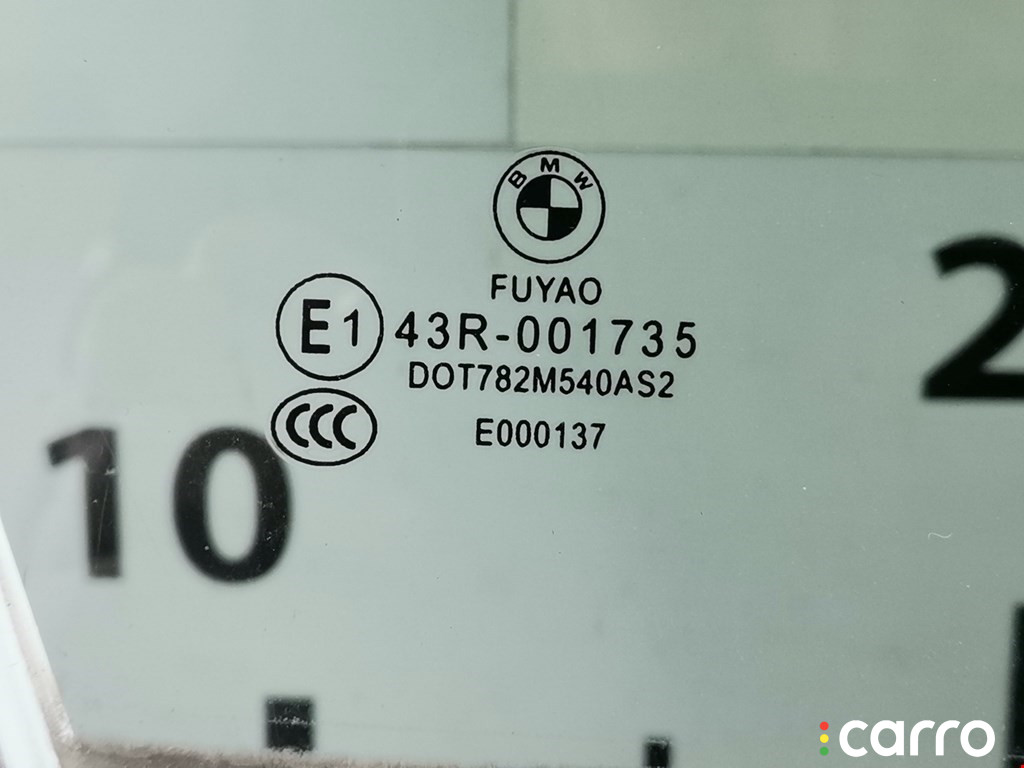 BMW
FUYAO
E1 43R-001735
DOT782M540AS2
CCC E000137
10
2
carro